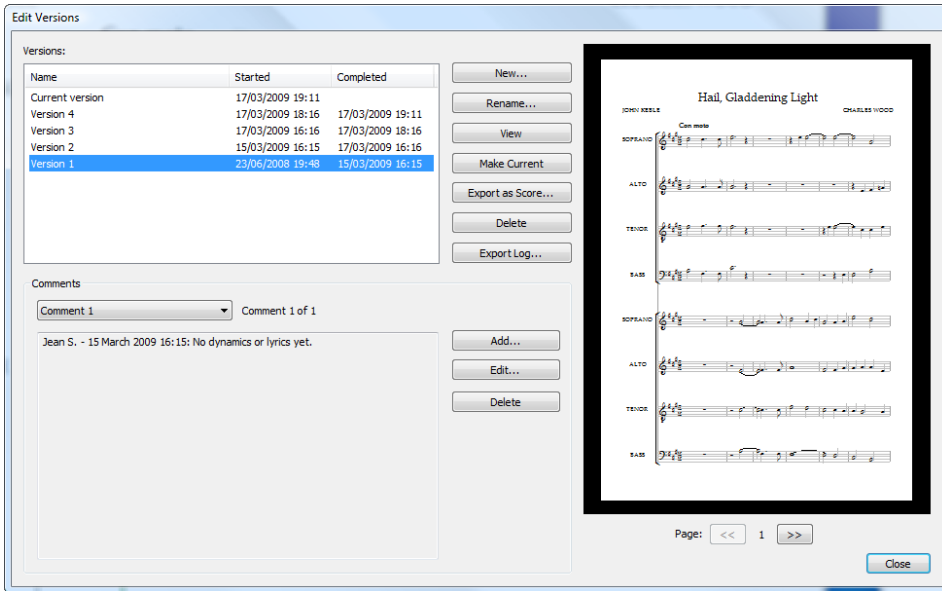 Edit Versions
Versions:
Name Started Completed
Current version 17/03/2009 19:11
Version 4 17/03/2009 18:16 17/03/2009 19:11
Version 3 17/03/2009 16:16 17/03/2009 18:16
Version 2 15/03/2009 16:15 17/03/2009 16:16
Version 1 23/06/2008 19:48 15/03/2009 16:15
New...
Rename...
View
Make Current
Export as Score...
Delete
Export Log...
Comments
Comment 1 Comment 1 of 1
Jean S. - 15 March 2009 16:15: No dynamics or lyrics yet.
Add...
Edit...
Delete
Hail, Gladdening Light
JOHN KEBLE CHARLES WOOD
Con moto
SOPRANO
ALTO
TENOR
BASS
SOPRANO
ALTO
TENOR
BASS
Page: << 1 >>
Close